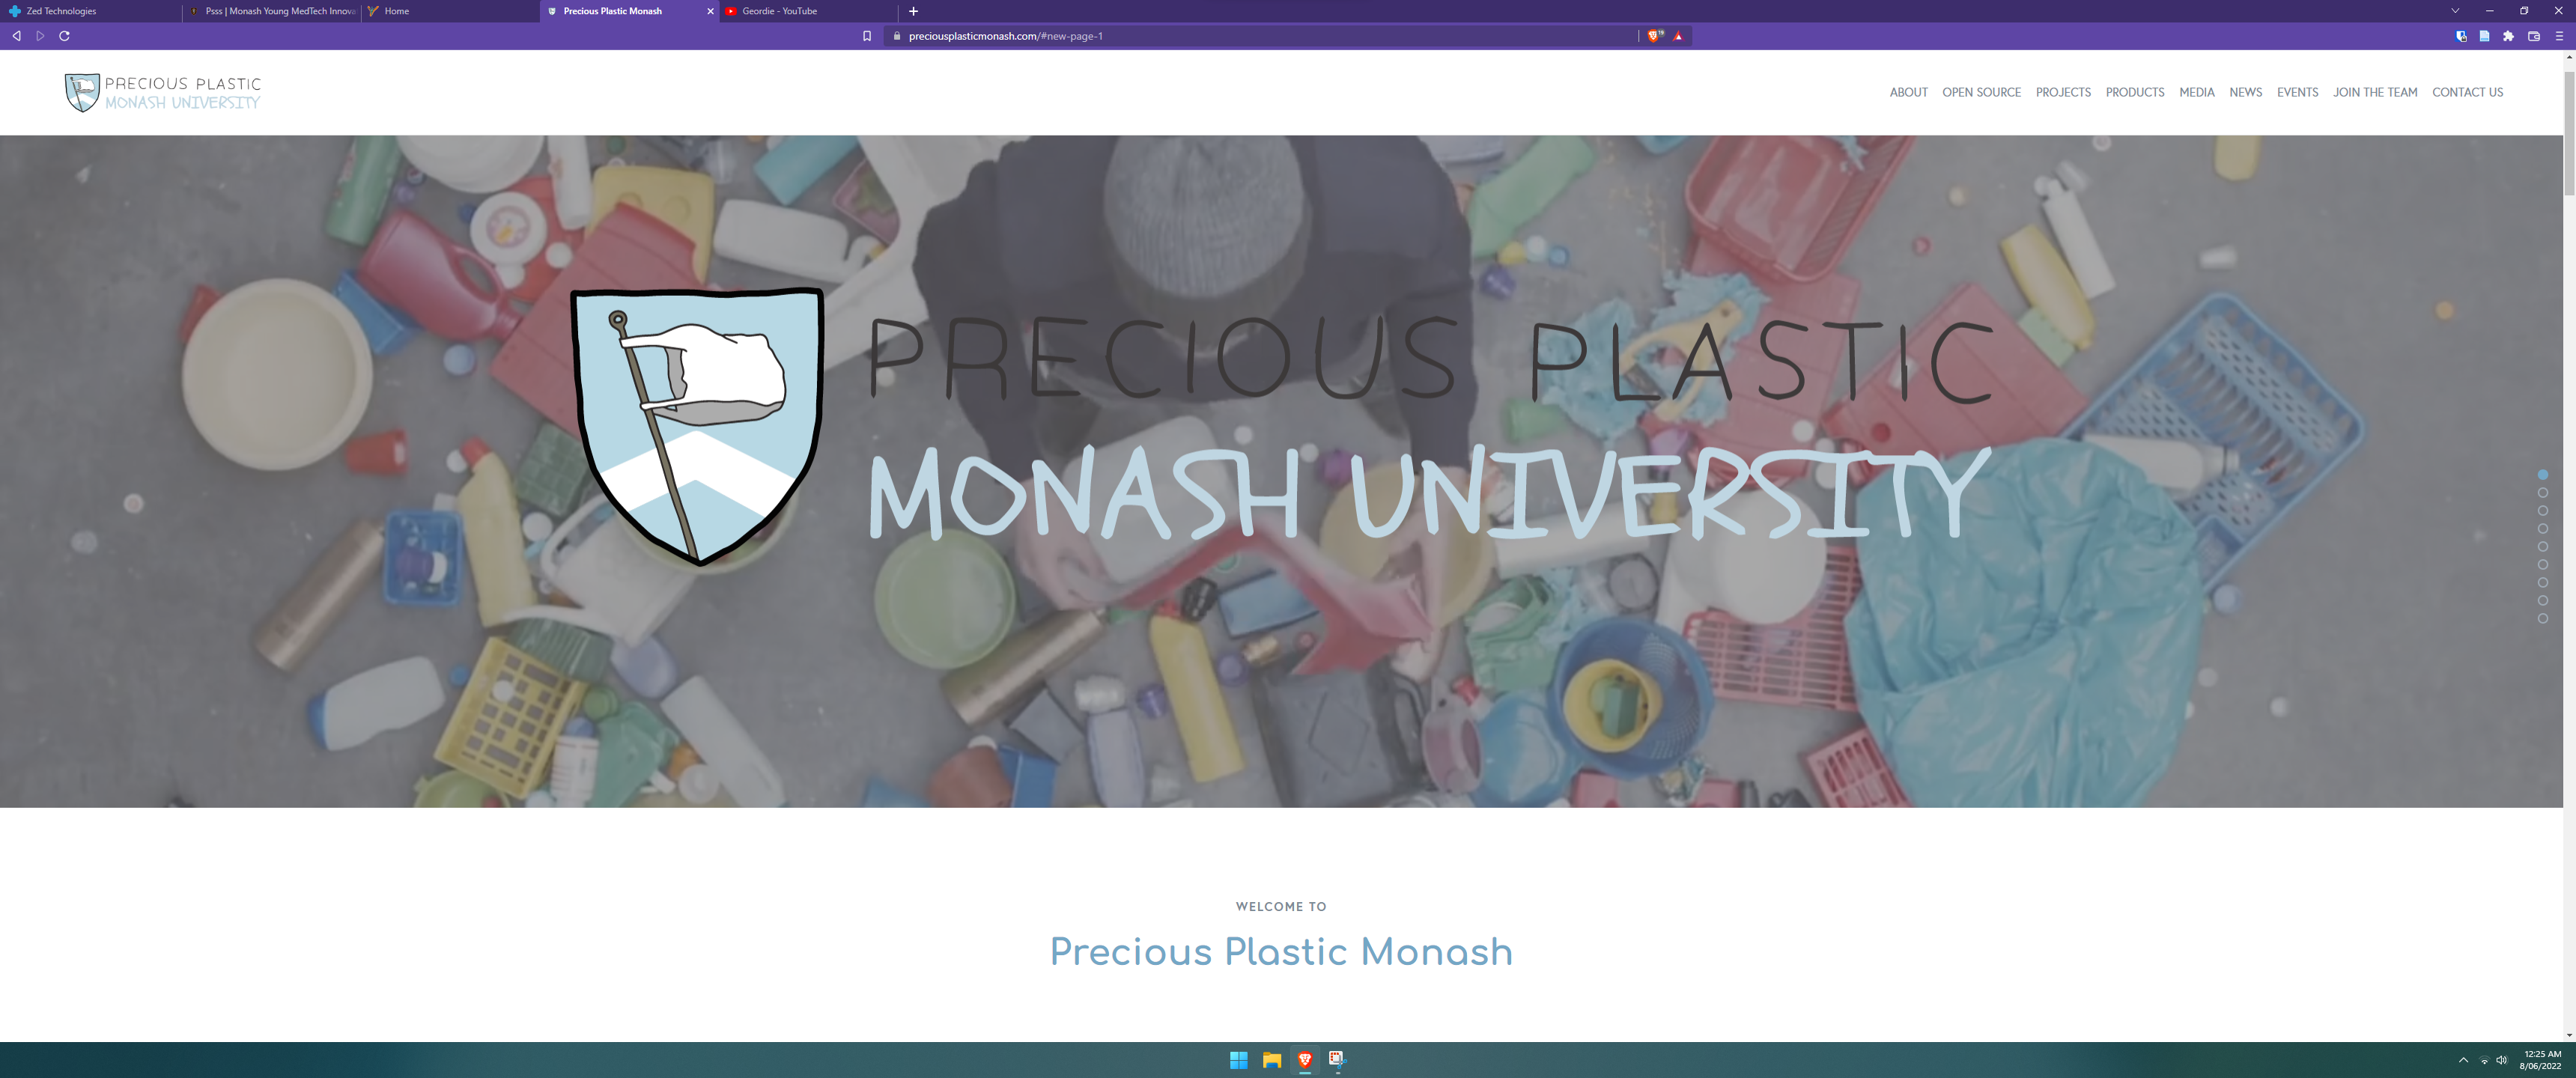 Zed Technologies
Psss | Monash Young MedTech Innova
Home
Precious Plastic Monash
Geordie - YouTube
preciousplasticmonash.com/#new-page-1
PRECIOUS PLASTIC
MONASH UNIVERSITY
ABOUT OPEN SOURCE PROJECTS PRODUCTS MEDIA NEWS EVENTS JOIN THE TEAM CONTACT US
PRECIOUS PLASTIC
MONASH UNIVERSITY
WELCOME TO
Precious Plastic Monash
12:25 AM
8/06/2022